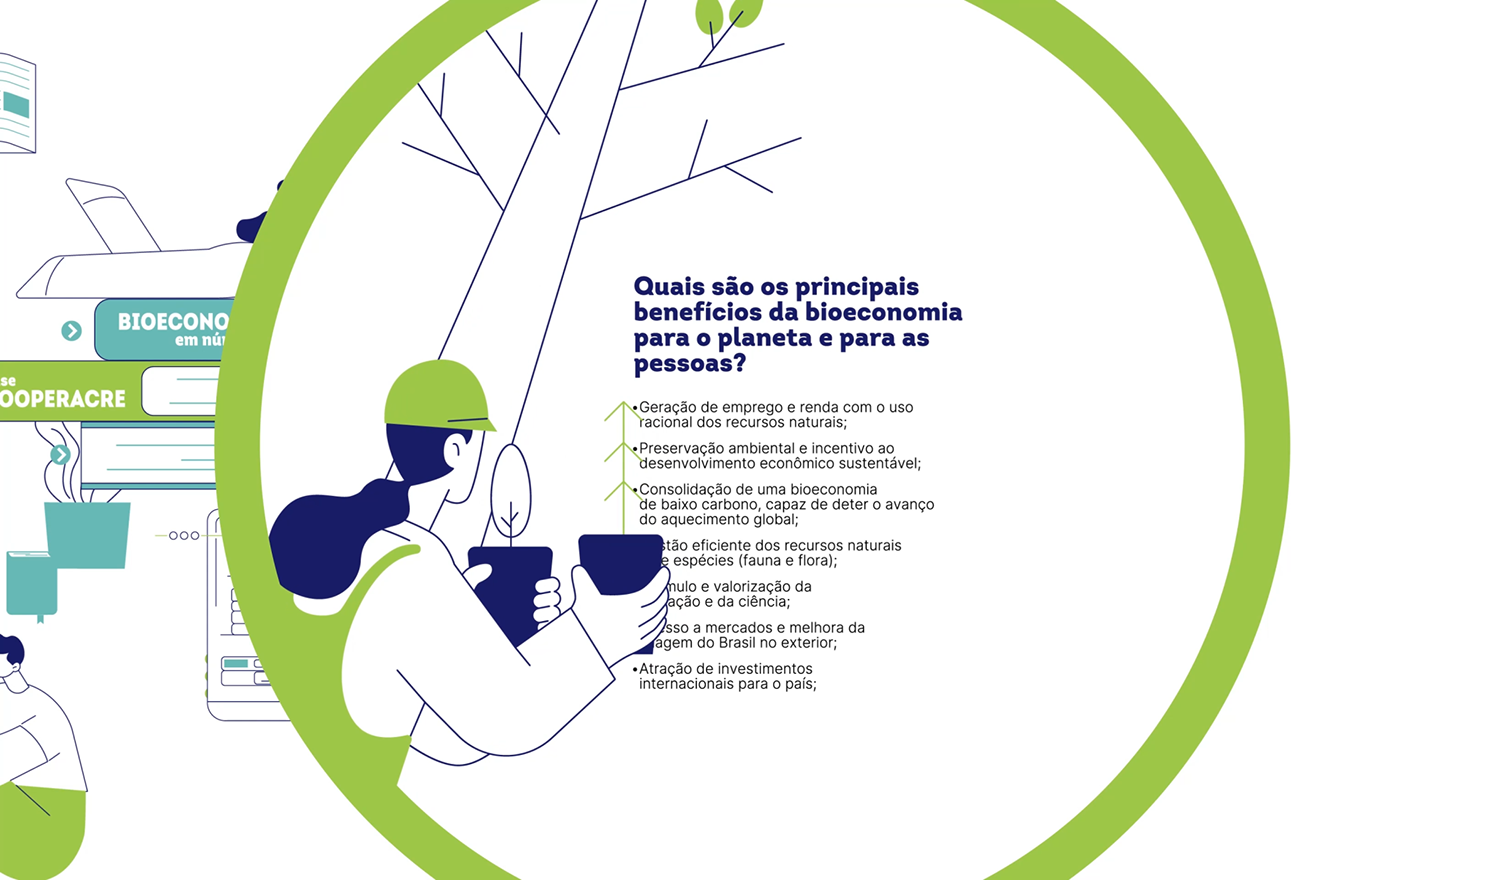 BIOECONO
em nú
se
OOPERACRE
Quais são os principais
benefícios da bioeconomia
para o planeta e para as
pessoas?
•Geração de emprego e renda com o uso
racional dos recursos naturais;
•Preservação ambiental e incentivo ao
desenvolvimento econômico sustentável;
•Consolidação de uma bioeconomia
de baixo carbono, capaz de deter o avanço
do aquecimento global;
stão eficiente dos recursos naturais
e espécies (fauna e flora);
mulo e valorização da
ação e da ciência;
sso a mercados e melhora da
agem do Brasil no exterior;
•Atração de investimentos
internacionais para o país;